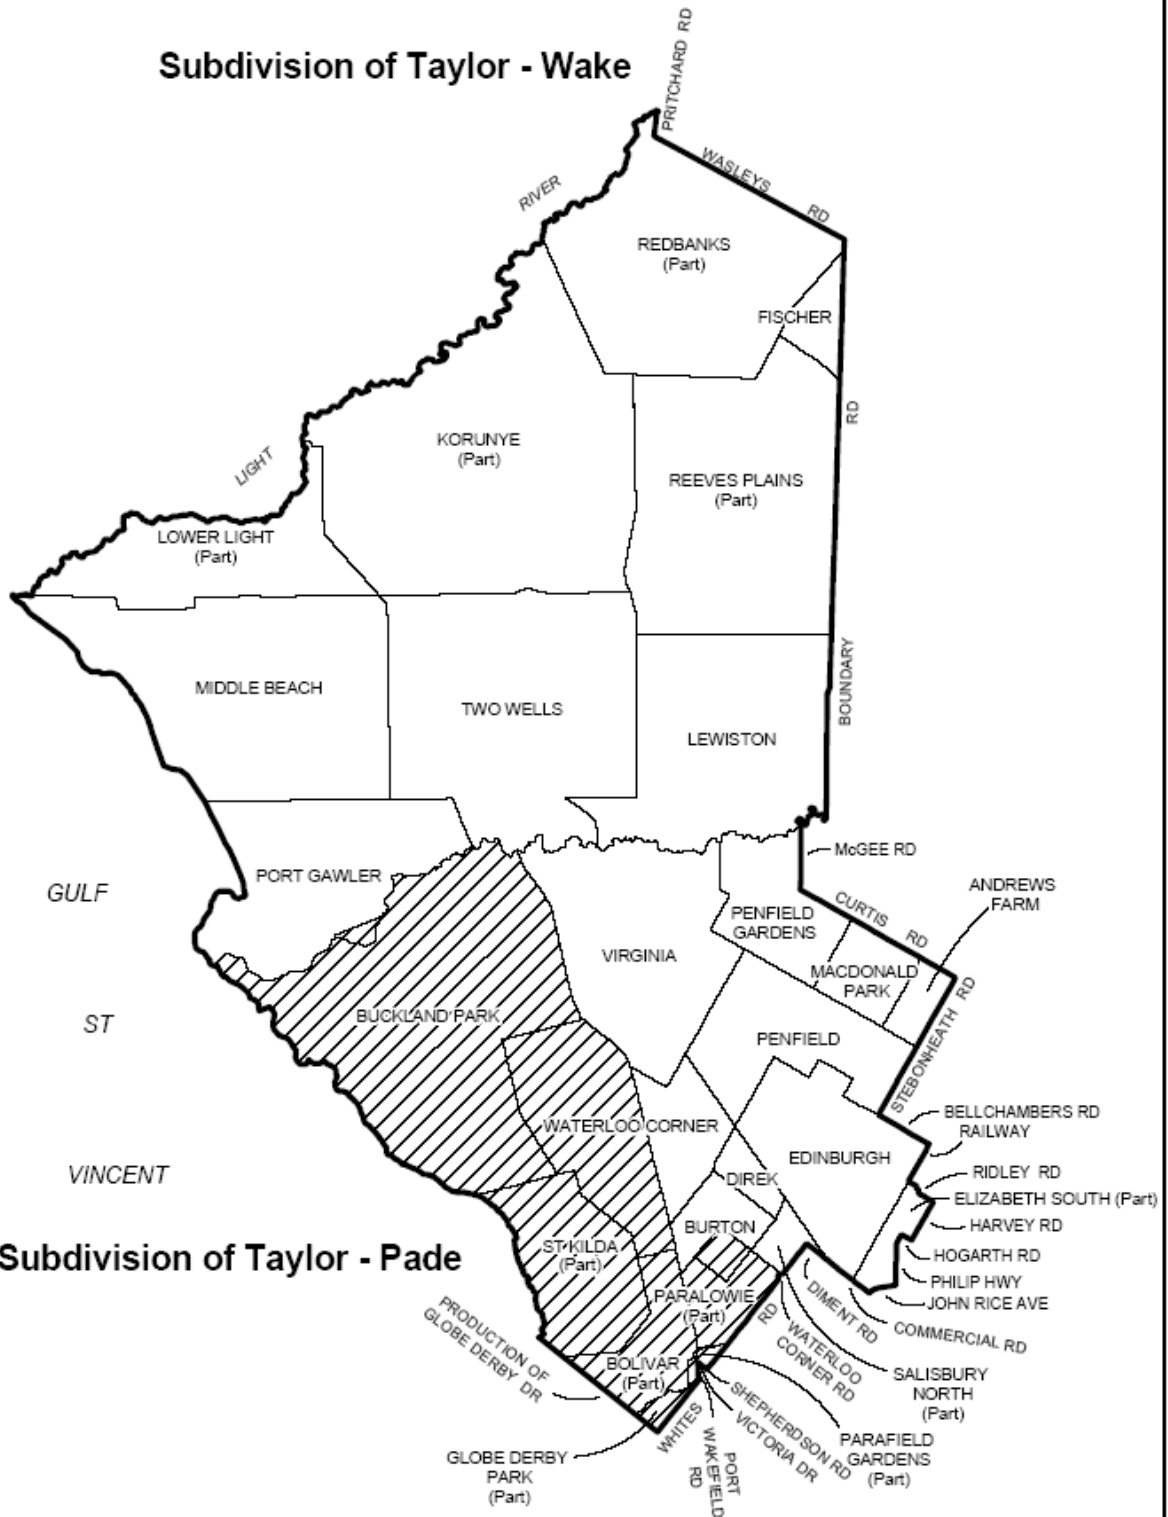 Subdivision of Taylor - Wake
PRITCHARD RD
WASLEYS
RD
RIVER
REDBANKS
(Part)
FISCHER
RD
KORUNYE
(Part)
LIGHT
REEVES PLAINS
(Part)
LOWER LIGHT
(Part)
BOUNDARY
MIDDLE BEACH
TWO WELLS
LEWISTON
McGEE RD
PORT GAWLER
GULF
ANDREWS
FARM
CURTIS
RD
PENFIELD
GARDENS
VIRGINIA
MACDONALD
PARK
BUCKLAND PARK
ST
PENFIELD
STEBONHEATH RD
BELLCHAMBERS RD
RAILWAY
WATERLOO CORNER
EDINBURGH
VINCENT
DIREK
RIDLEY RD
ELIZABETH SOUTH (Part)
HARVEY RD
BURTON
Subdivision of Taylor - Pade
ST KILDA
(Part)
HOGARTH RD
PHILIP HWY
JOHN RICE AVE
PARALOWIE
(Part)
RD
DIMENT RD
COMMERCIAL RD
WATERLOO
CORNER RD
PRODUCTION OF
GLOBE DERBY DR
BOLIVAR
(Part)
SALISBURY
NORTH
(Part)
SHEPHERDSON RD
VICTORIA DR
WHITES
PARAFIELD
GARDENS
(Part)
PORT
WAKEFIELD
RD
GLOBE DERBY
PARK
(Part)